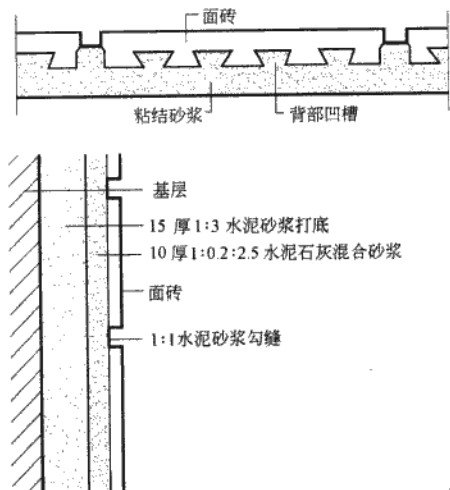 面砖
粘结砂浆
背部凹槽
基层
15 厚1:3 水泥砂浆打底
10 厚1:0.2:2.5 水泥石灰混合砂浆
面砖
1:1水泥砂浆勾缝